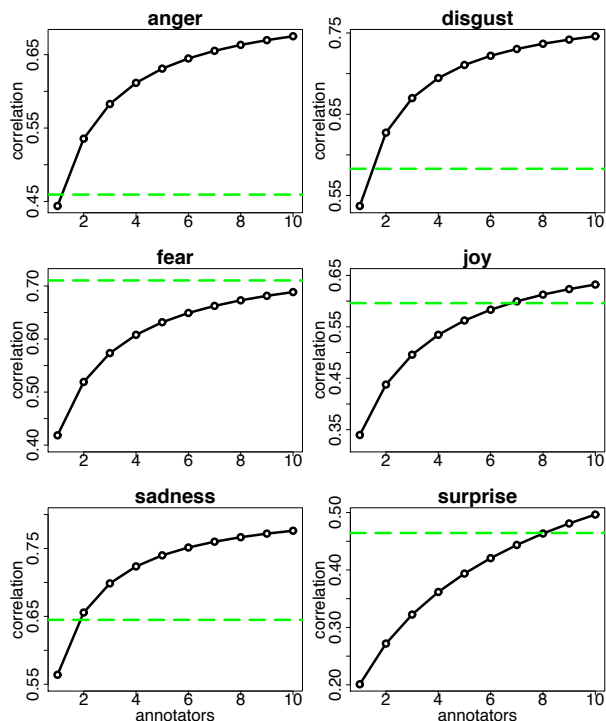 anger
disgust
correlation
0.45 0.55 0.65
2 4 6 8 10
correlation
0.55 0.65 0.75
2 4 6 8 10
fear
joy
correlation
0.40 0.50 0.60 0.70
2 4 6 8 10
correlation
0.35 0.45 0.55 0.65
2 4 6 8 10
sadness
surprise
correlation
0.55 0.65 0.75
2 4 6 8 10
annotators
correlation
0.20 0.30 0.40 0.50
2 4 6 8 10
annotators